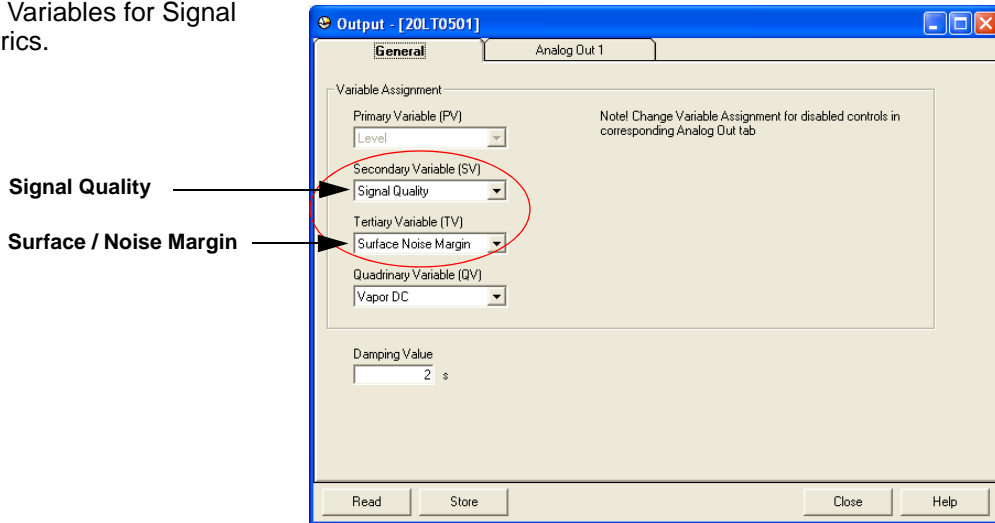 Variables for Signal
rics.
Output - [20LT0501]
General
Analog Out 1
Variable Assignment
Primary Variable (PV)
Level
Note! Change Variable Assignment for disabled controls in
corresponding Analog Out tab
Secondary Variable (SV)
Signal Quality
Signal Quality
Tertiary Variable (TV)
Surface / Noise Margin
Surface Noise Margin
Quadrinary Variable (QV)
Vapor DC
Damping Value
2 s
Read
Store
Close
Help